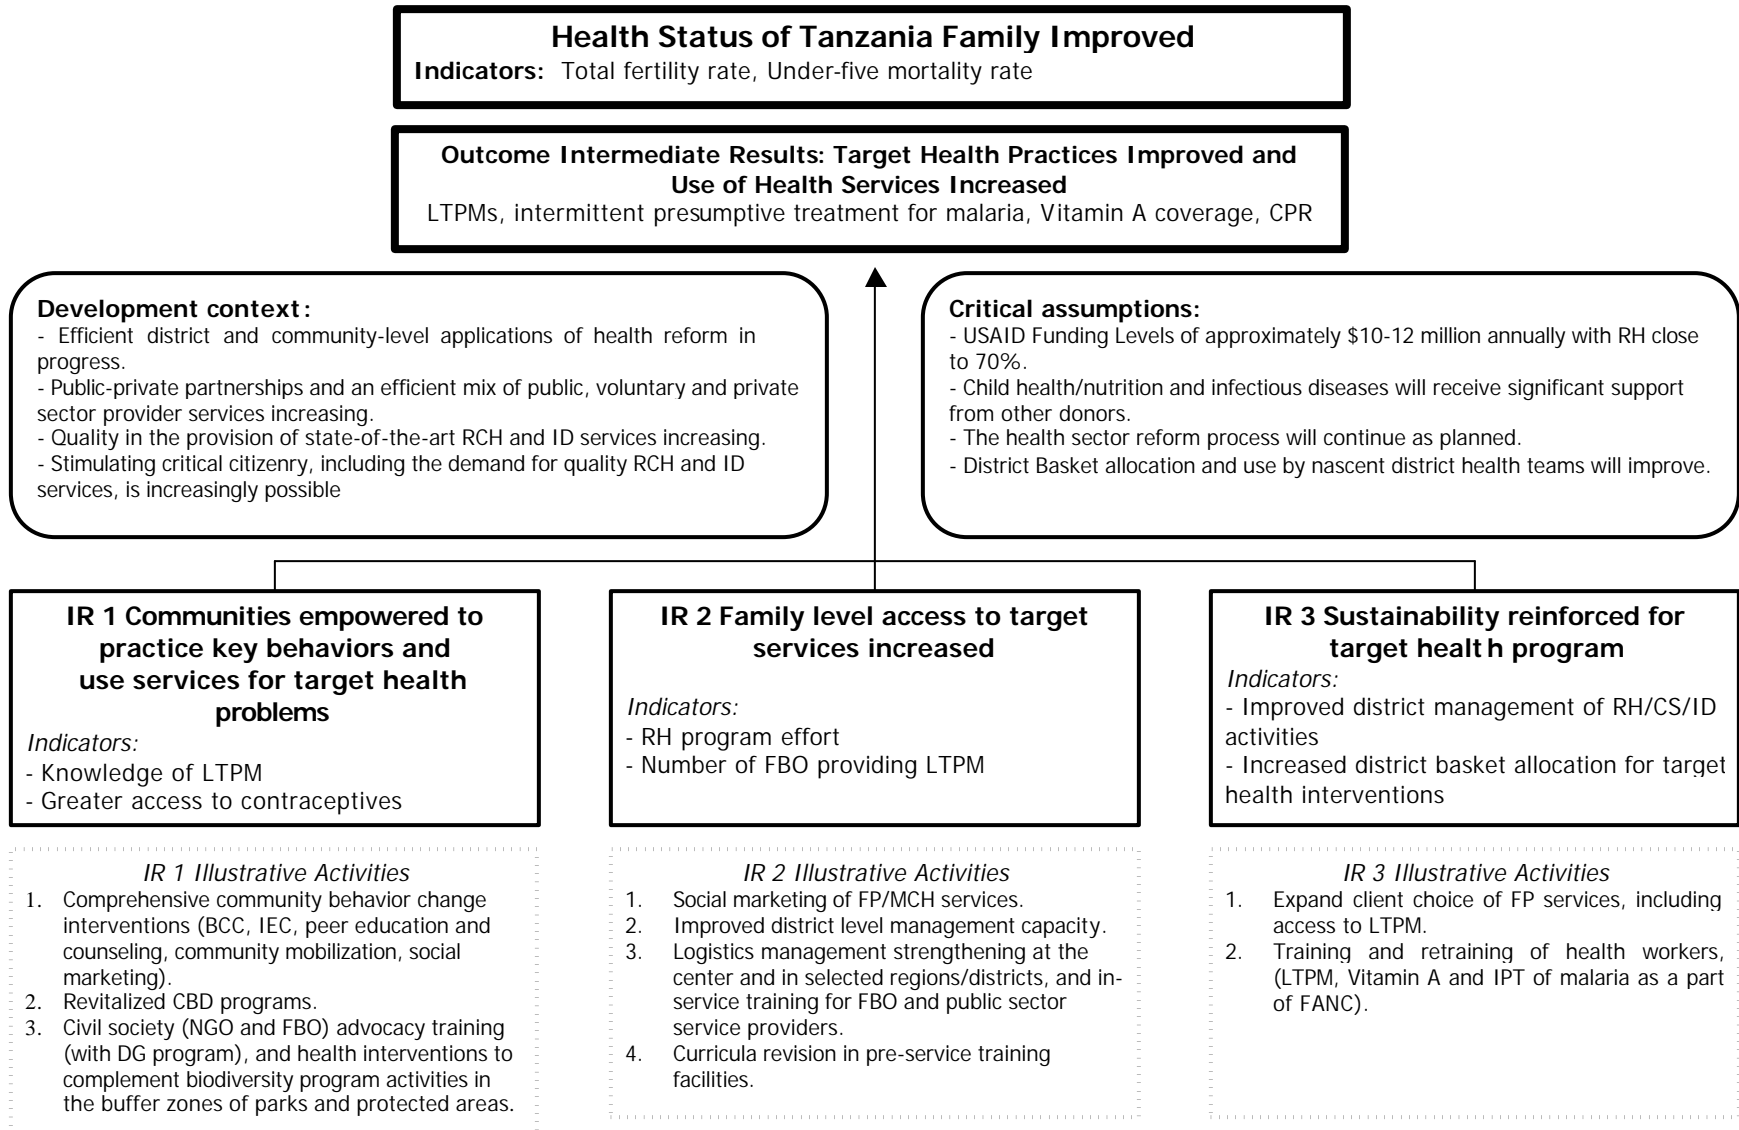 Health Status of Tanzania Family Improved
Indicators: Total fertility rate, Under-five mortality rate
Outcome Intermediate Results: Target Health Practices Improved and
Use of Health Services Increased
LTPMs, intermittent presumptive treatment for malaria, Vitamin A coverage, CPR
Development context:
- Efficient district and community-level applications of health reform in
progress.
- Public-private partnerships and an efficient mix of public, voluntary and private
sector provider services increasing.
- Quality in the provision of state-of-the-art RCH and ID services increasing.
- Stimulating critical citizenry, including the demand for quality RCH and ID
services, is increasingly possible
Critical assumptions:
- USAID Funding Levels of approximately $10-12 million annually with RH close
to 70%.
- Child health/nutrition and infectious diseases will receive significant support
from other donors.
- The health sector reform process will continue as planned.
- District Basket allocation and use by nascent district health teams will improve.
IR 1 Communities empowered to
practice key behaviors and
use services for target health
problems
Indicators:
- Knowledge of LTPM
- Greater access to contraceptives
IR 2 Family level access to target
services increased
Indicators:
- RH program effort
- Number of FBO providing LTPM
IR 3 Sustainability reinforced for
target health program
Indicators:
- Improved district management of RH/CS/ID
activities
- Increased district basket allocation for target
health interventions
IR 1 Illustrative Activities
1. Comprehensive community behavior change
interventions (BCC, IEC, peer education and
counseling, community mobilization, social
marketing).
2. Revitalized CBD programs.
3. Civil society (NGO and FBO) advocacy training
(with DG program), and health interventions to
complement biodiversity program activities in
the buffer zones of parks and protected areas.
IR 2 Illustrative Activities
1. Social marketing of FP/MCH services.
2. Improved district level management capacity.
3. Logistics management strengthening at the
center and in selected regions/districts, and in-
service training for FBO and public sector
service providers.
4. Curricula revision in pre-service training
facilities.
IR 3 Illustrative Activities
1. Expand client choice of FP services, including
access to LTPM.
2. Training and retraining of health workers,
(LTPM, Vitamin A and IPT of malaria as a part
of FANC).